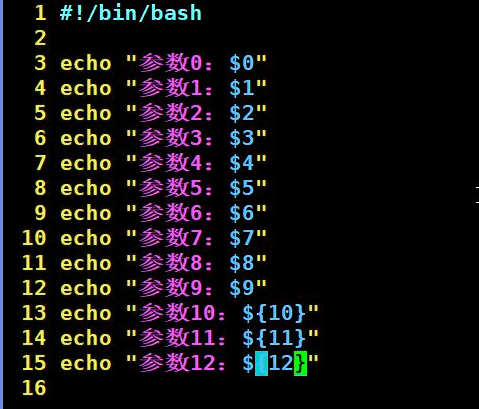 1 #!/bin/bash
2
3 echo "参数0：$0"
4 echo "参数1：$1"
5 echo "参数2：$2"
6 echo "参数3：$3"
7 echo "参数4：$4"
8 echo "参数5：$5"
9 echo "参数6：$6"
10 echo "参数7：$7"
11 echo "参数8：$8"
12 echo "参数9：$9"
13 echo "参数10：${10}"
14 echo "参数11：${11}"
15 echo "参数12：${12}"
16